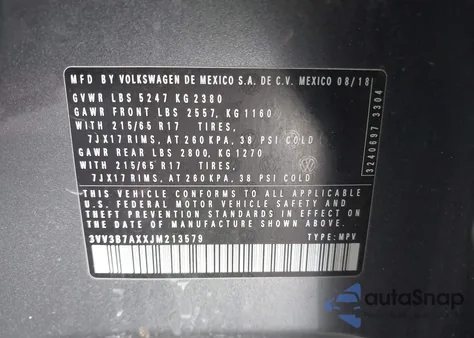 MFD BY VOLKSWAGEN DE MEXICO S.A. DE C.V. MEXICO 08/18
GVWR LBS 5247 KG 2380
GAWR FRONT LBS 2557, KG 1160
WITH 215/65 R17 TIRES,
7JX17 RIMS, AT 260 KPA, 38 PSI COLD
GAWR REAR LBS 2800, KG 1270
WITH 215/65 R17 TIRES,
7JX17 RIMS, AT 260 KPA, 38 PSI COLD
THIS VEHICLE CONFORMS TO ALL APPLICABLE
U.S. FEDERAL MOTOR VEHICLE SAFETY AND
THEFT PREVENTION STANDARDS IN EFFECT
ON THE DATE OF MANUFACTURE SHOWN ABOVE.
3VV3B7AXXJM213579 TYPE: MPV
3240697 3304
autoSnap